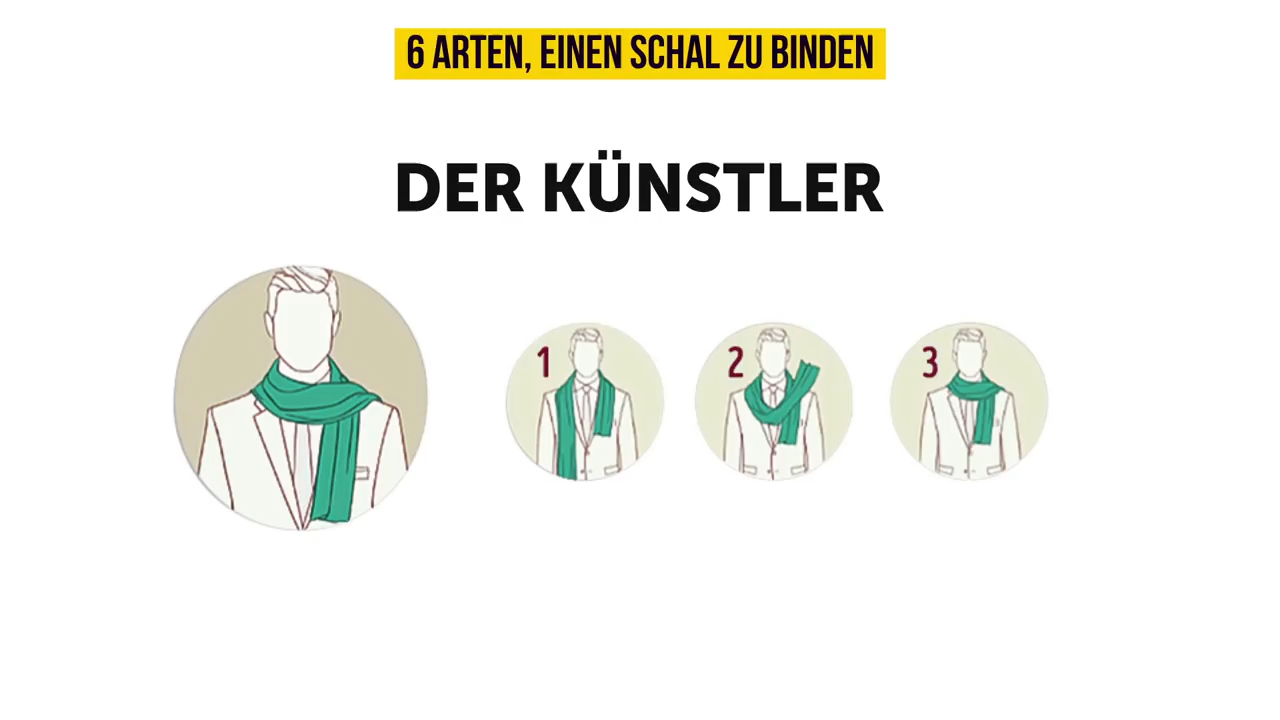 6 ARTEN, EINEN SCHAL ZU BINDEN
DER KÜNSTLER
1
2
3